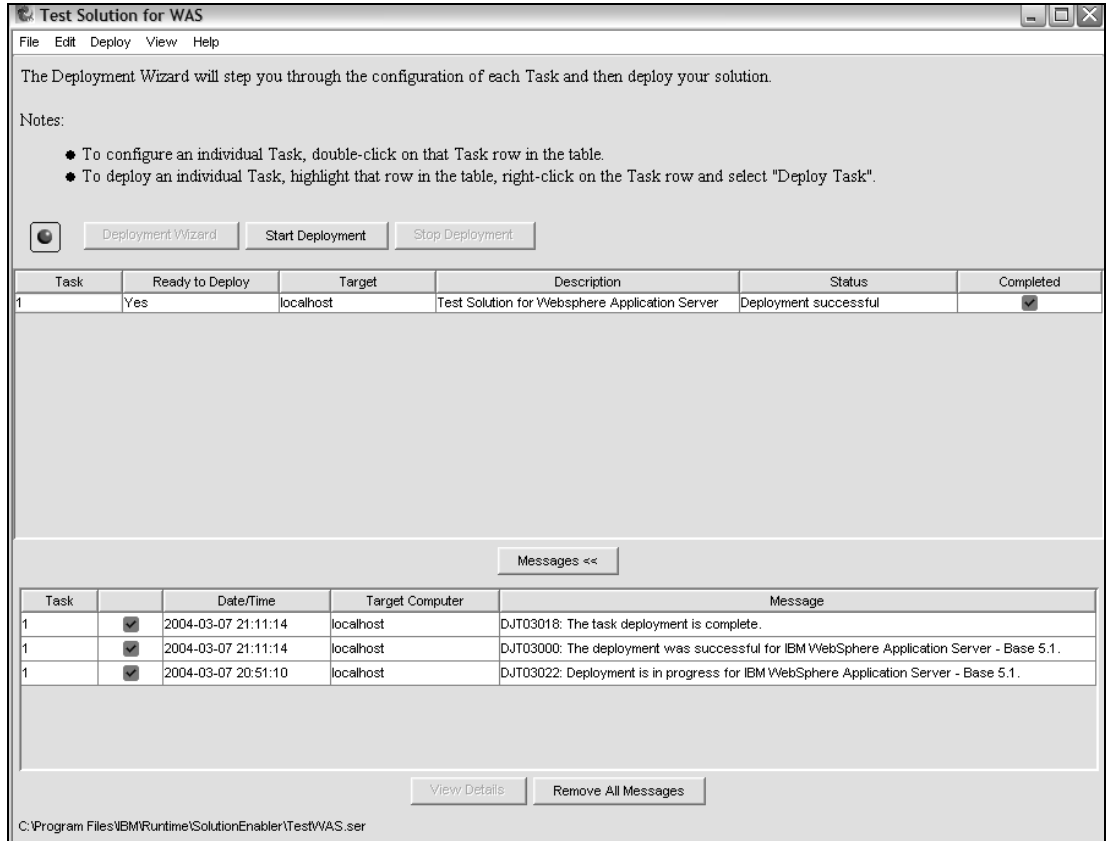 Test Solution for WAS
File Edit Deploy View Help
The Deployment Wizard will step you through the configuration of each Task and then deploy your solution.
Notes:
● To configure an individual Task, double-click on that Task row in the table.
● To deploy an individual Task, highlight that row in the table, right-click on the Task row and select "Deploy Task".
Deployment Wizard Start Deployment Stop Deployment
Task Ready to Deploy Target Description Status Completed
1 Yes localhost Test Solution for Websphere Application Server Deployment successful
Messages <<
Task Date/Time Target Computer Message
1 2004-03-07 21:11:14 localhost DJT03018: The task deployment is complete.
1 2004-03-07 21:11:14 localhost DJT03000: The deployment was successful for IBM WebSphere Application Server - Base 5.1.
1 2004-03-07 20:51:10 localhost DJT03022: Deployment is in progress for IBM WebSphere Application Server - Base 5.1.
View Details Remove All Messages
C:\Program Files\IBM\Runtime\SolutionEnabler\TestWAS.ser